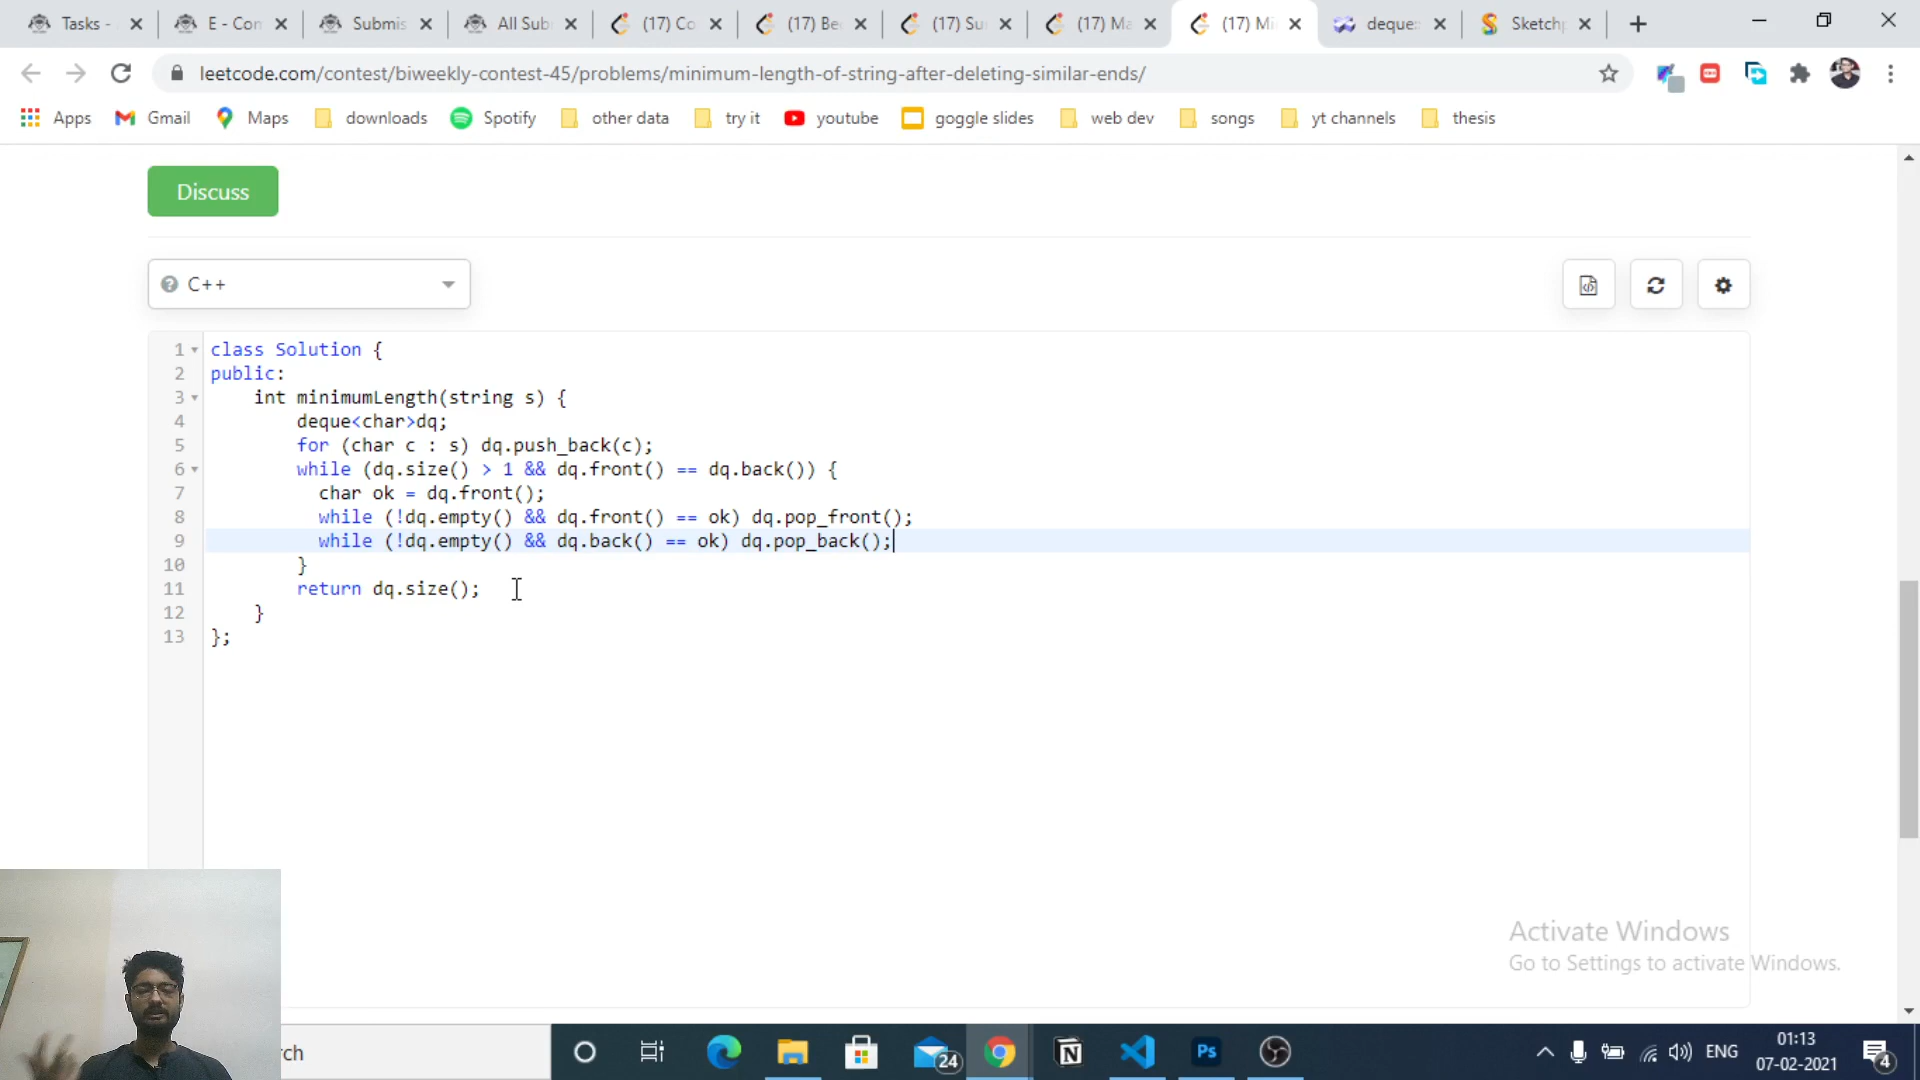 Tasks -
E - Con
Submis
All Sub
(17) Co
(17) Be
(17) Su
(17) Ma
(17) Mi
deque:
Sketchp
leetcode.com/contest/biweekly-contest-45/problems/minimum-length-of-string-after-deleting-similar-ends/
Apps
Gmail
Maps
downloads
Spotify
other data
try it
youtube
goggle slides
web dev
songs
yt channels
thesis
Discuss
C++
1 class Solution {
2 public:
3 int minimumLength(string s) {
4 deque<char>dq;
5 for (char c : s) dq.push_back(c);
6 while (dq.size() > 1 && dq.front() == dq.back()) {
7 char ok = dq.front();
8 while (!dq.empty() && dq.front() == ok) dq.pop_front();
9 while (!dq.empty() && dq.back() == ok) dq.pop_back();
10 }
11 return dq.size();
12 }
13 };
Activate Windows
Go to Settings to activate Windows.
rch
24
N
Ps
ENG
01:13
07-02-2021
4